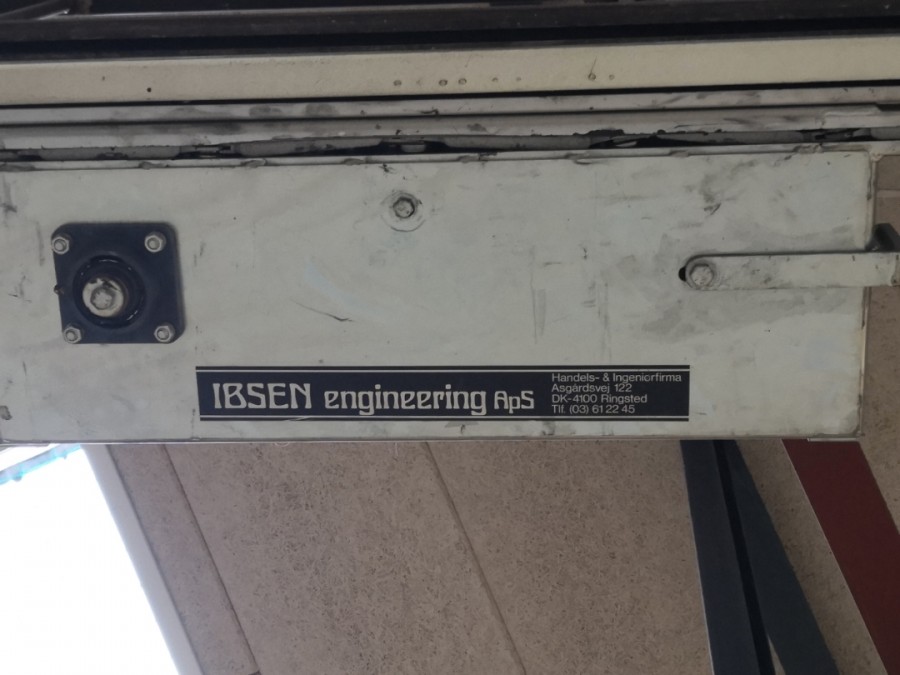 IBSEN engineering ApS
Handels- & Ingeniørfirma
Asgårdsvej 122
DK-4100 Ringsted
Tlf. (03) 61 22 45